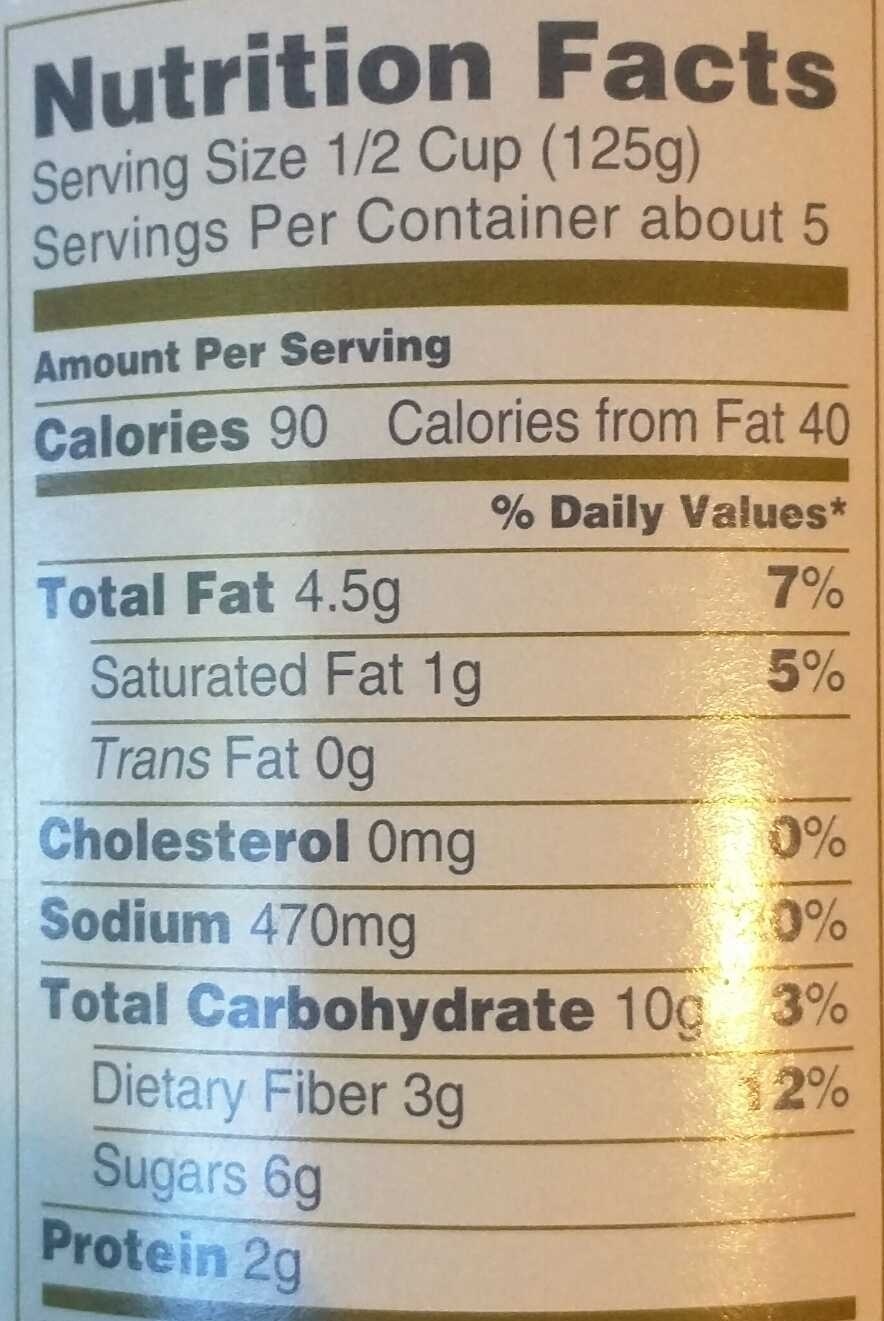 Nutrition Facts
Serving Size 1/2 Cup (125g)
Servings Per Container about 5
Amount Per Serving
Calories 90 Calories from Fat 40
% Daily Values*
Total Fat 4.5g 7%
Saturated Fat 1g 5%
Trans Fat 0g
Cholesterol 0mg 0%
Sodium 470mg
Total Carbohydrate 10g 3%
Dietary Fiber 3g 12%
Sugars 6g
Protein 2g